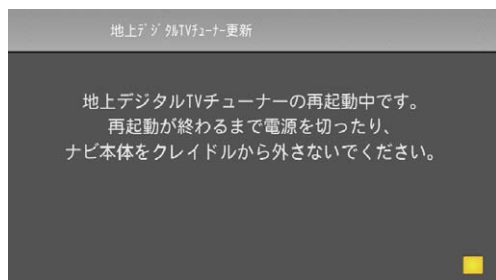 地上ﾃﾞｼﾞﾀﾙTVﾁｭｰﾅｰ更新
地上デジタルTVチューナーの再起動中です。
再起動が終わるまで電源を切ったり、
ナビ本体をクレイドルから外さないでください。